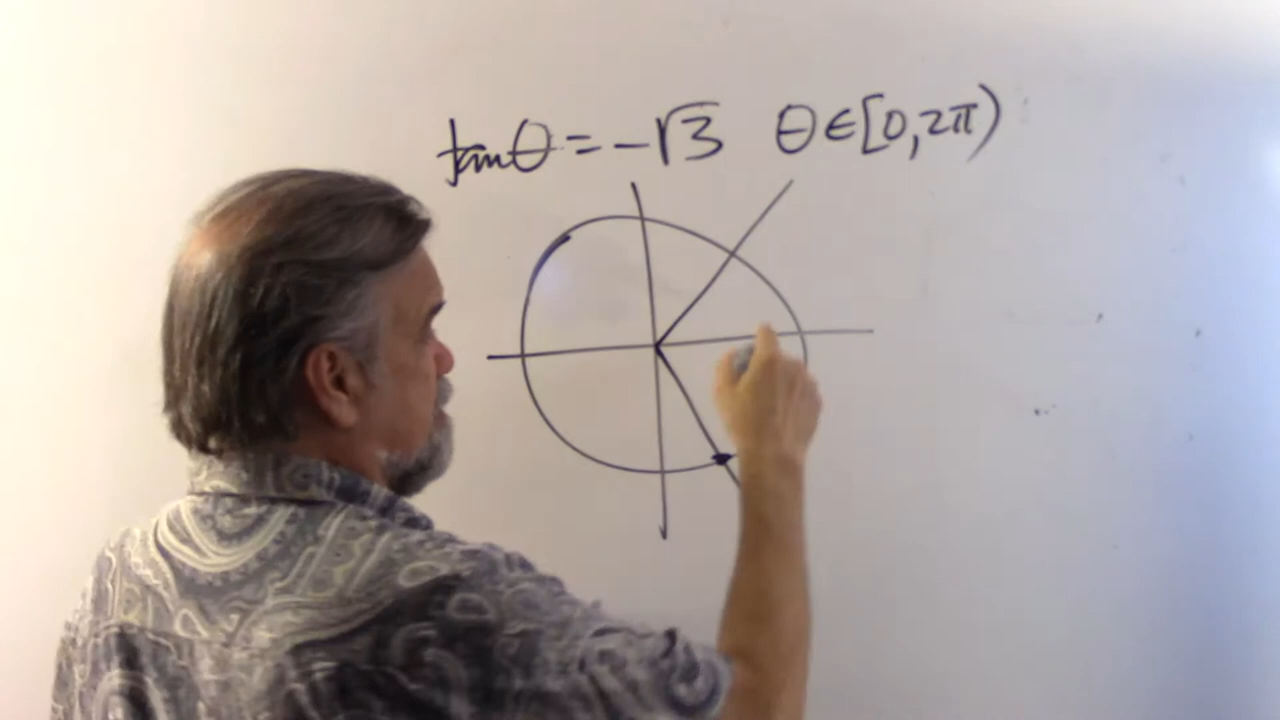 tanθ = -√3 θ∈[0,2π)